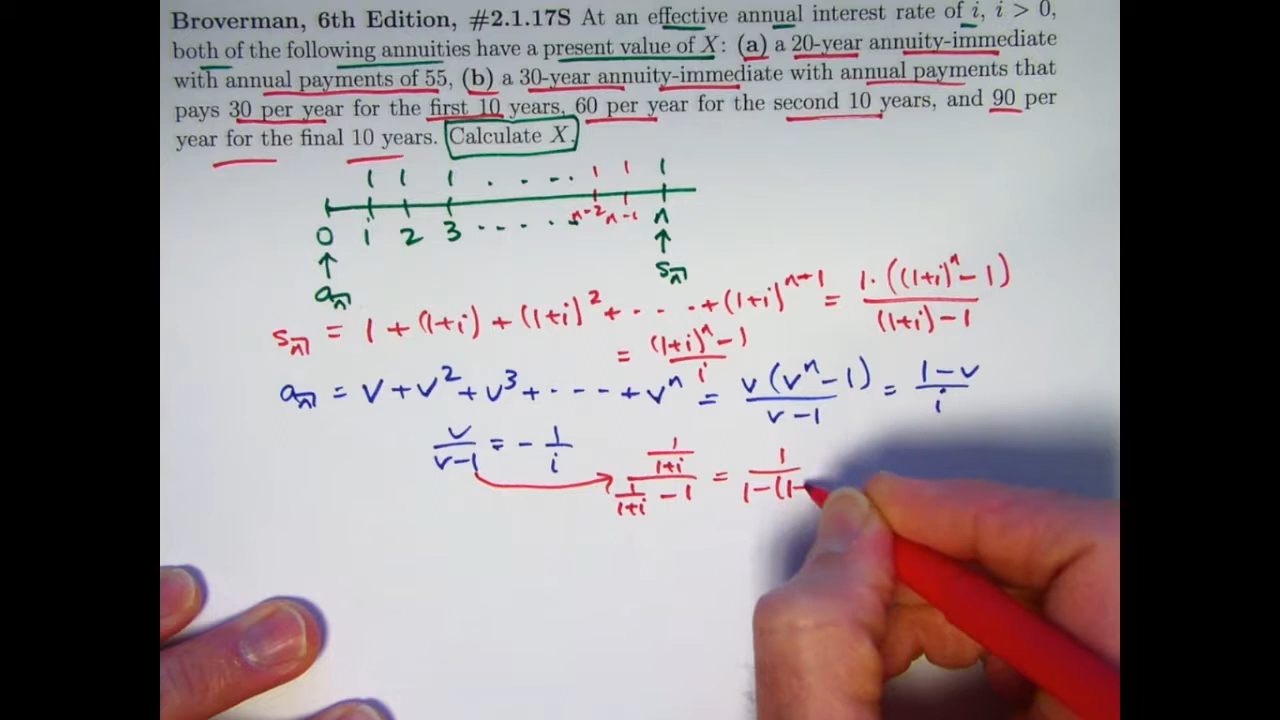 Broverman, 6th Edition, #2.1.17S At an effective annual interest rate of i, i > 0,
both of the following annuities have a present value of X: (a) a 20-year annuity-immediate
with annual payments of 55, (b) a 30-year annuity-immediate with annual payments that
pays 30 per year for the first 10 years, 60 per year for the second 10 years, and 90 per
year for the final 10 years. Calculate X.
1 1 1 . . . . . 1 1 1
0 1 2 3 . . . . . . n-2 n-1 n
↑ ↑
a_n̅| s_n̅|
s_n̅| = 1 + (1+i) + (1+i)² + . . . . + (1+i)^{n+1} = 1·((1+i)^n - 1) / ((1+i) - 1)
= ((1+i)^n - 1) / i
a_n̅| = v + v² + v³ + . . . . + v^n = v(v^n - 1) / (v - 1) = (1 - v) / i
v / (v-1) = - 1/i → (1/(1+i)) / (1/(1+i) - 1) = 1 / (1-(1-